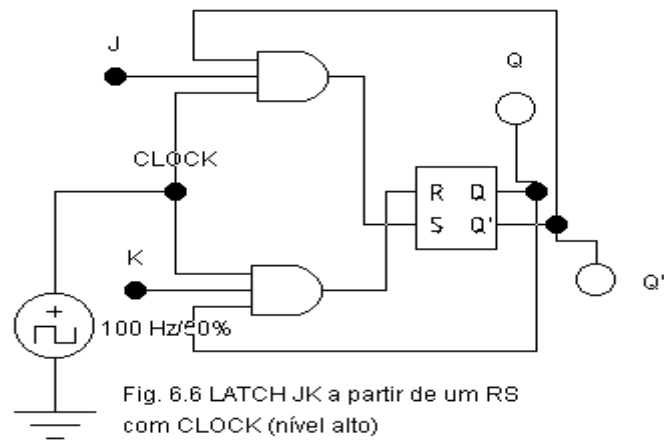 J
Q
CLOCK
R Q
S Q'
K
Q'
100 Hz/50%
Fig. 6.6 LATCH JK a partir de um RS
com CLOCK (nível alto)